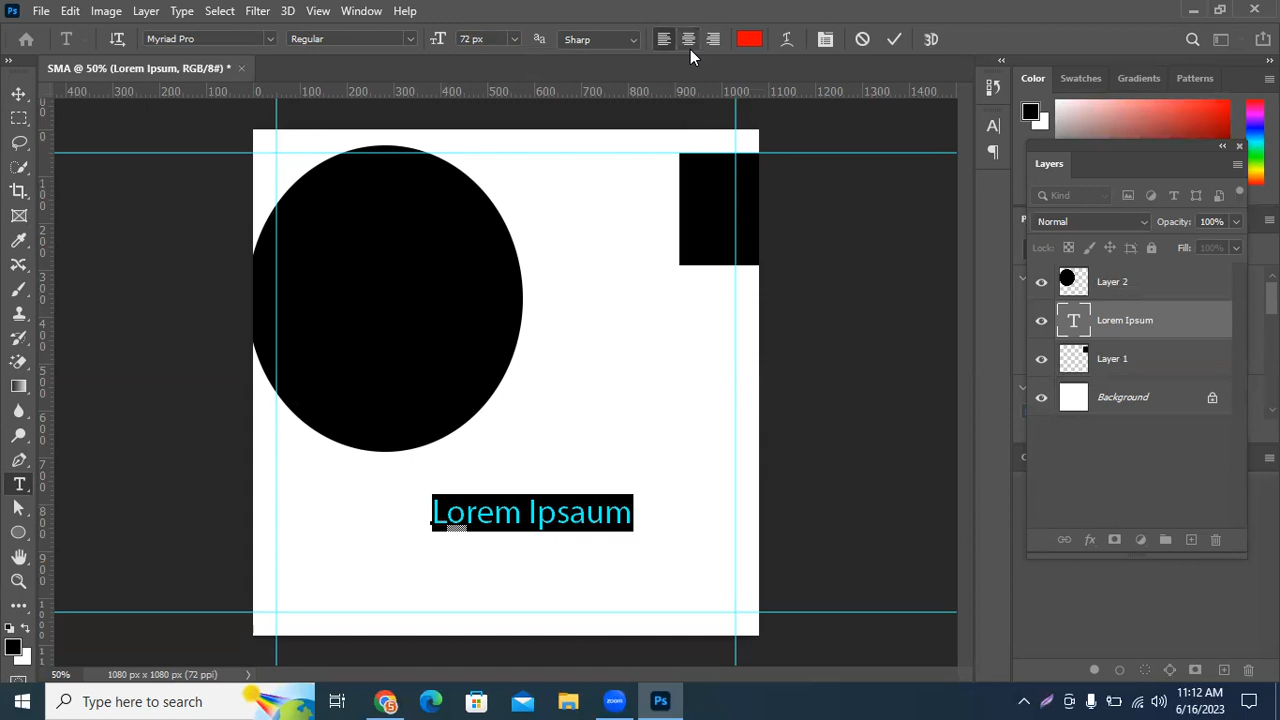 Ps File Edit Image Layer Type Select Filter 3D View Window Help
T Myriad Pro Regular 72 px Sharp 3D
SMA @ 50% (Lorem Ipsum, RGB/8#) * ×
400 300 200 100 0 100 200 300 400 500 600 700 800 900 1000 1100 1200 1300 1400
Color Swatches Gradients Patterns
Layers
Kind
Normal Opacity: 100%
Lock: Fill: 100%
Layer 2
T Lorem Ipsum
Layer 1
Background
Lorem Ipsaum
50% 1080 px x 1080 px (72 ppi)
Type here to search
Ps
6/16/2023